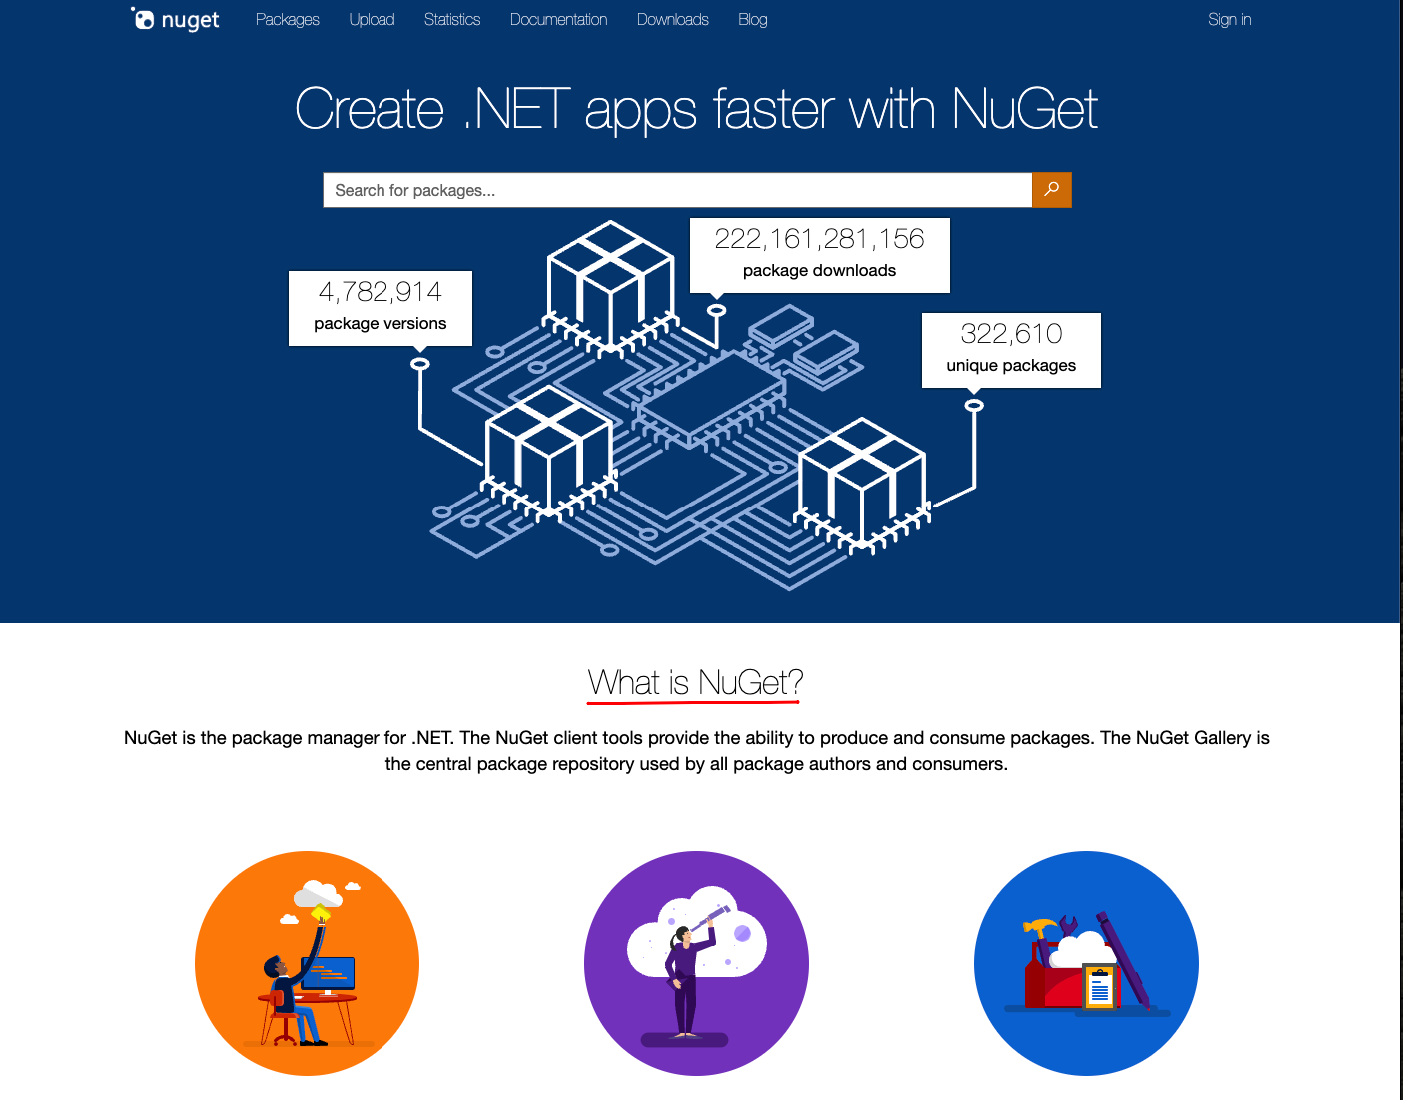 nuget Packages Upload Statistics Documentation Downloads Blog Sign in
Create .NET apps faster with NuGet
Search for packages...
222,161,281,156
package downloads
4,782,914
package versions
322,610
unique packages
What is NuGet?
NuGet is the package manager for .NET. The NuGet client tools provide the ability to produce and consume packages. The NuGet Gallery is
the central package repository used by all package authors and consumers.